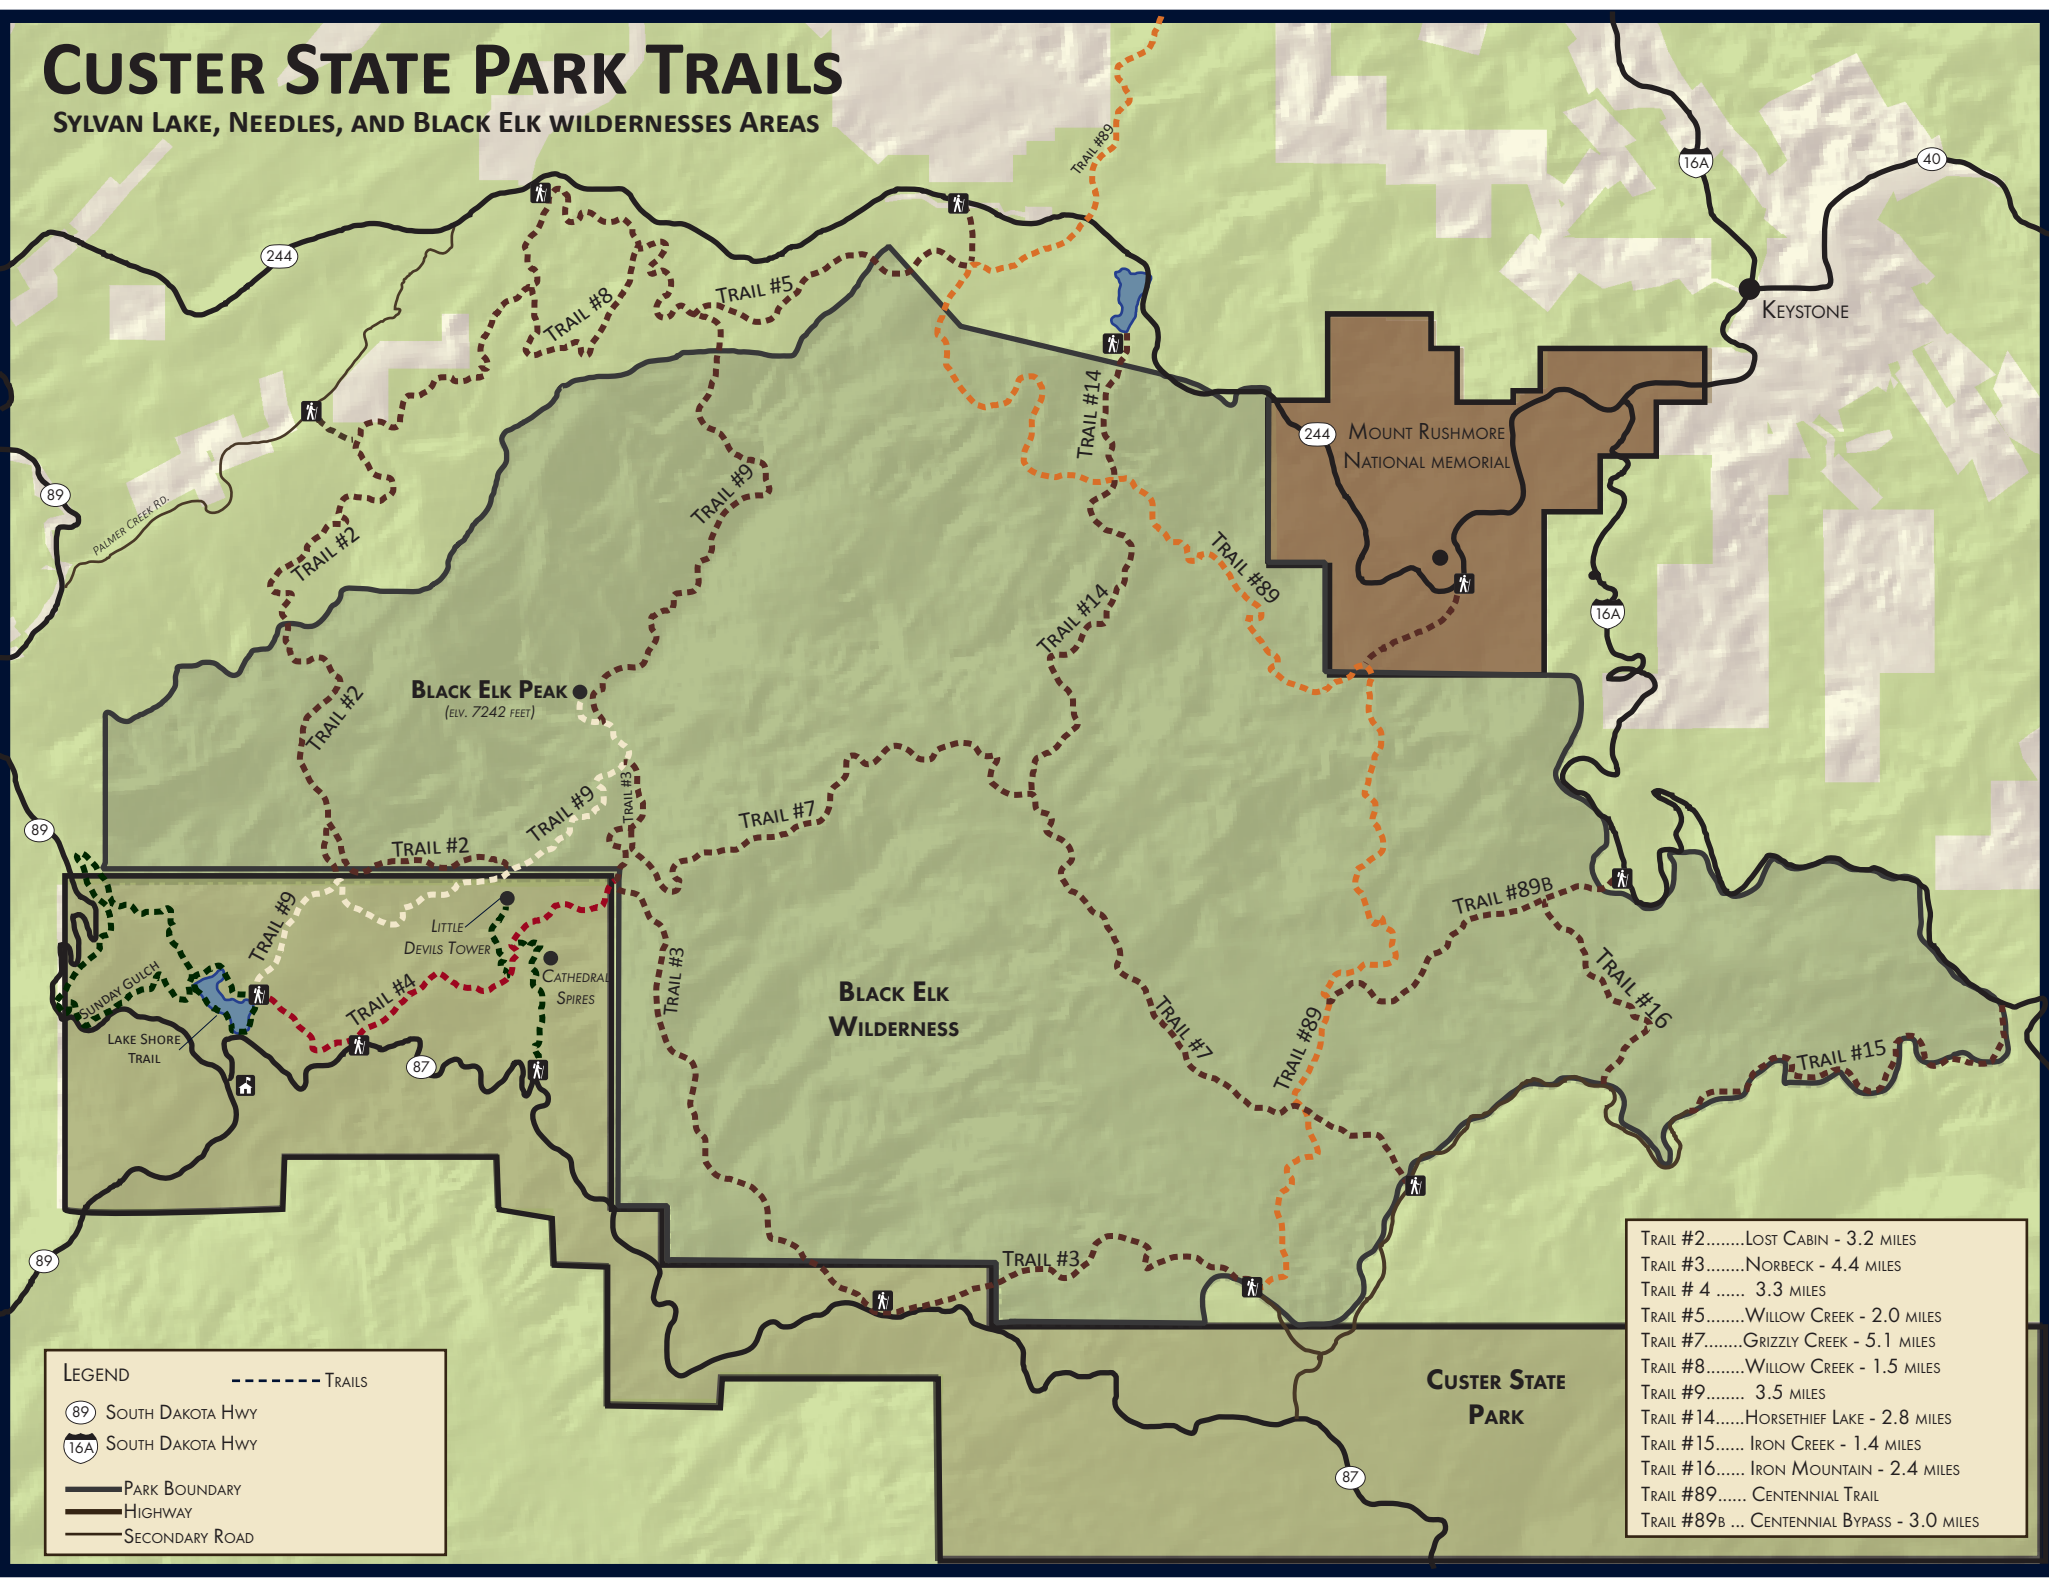 Custer State Park Trails
Sylvan Lake, Needles, and Black Elk wildernesses Areas
Trail #89
16A
40
244
Keystone
Trail #5
Trail #8
Trail #14
244
Mount Rushmore
National memorial
89
Palmer Creek Rd.
Trail #9
Trail #2
Trail #89
Trail #14
16A
Black Elk Peak
(elv. 7242 feet)
Trail #2
Trail #3
Trail #9
Trail #7
89
Trail #2
Trail #89b
Trail #9
Little
Devils Tower
Cathedral
Spires
Sunday Gulch
Trail #4
Trail #3
Black Elk
Wilderness
Trail #16
Lake Shore
Trail
87
Trail #7
Trail #89
Trail #15
89
Trail #3
Custer State
Park
87
Legend
Trails
89 South Dakota Hwy
16A South Dakota Hwy
Park Boundary
Highway
Secondary Road
Trail #2........Lost Cabin - 3.2 miles
Trail #3........Norbeck - 4.4 miles
Trail # 4 ...... 3.3 miles
Trail #5........Willow Creek - 2.0 miles
Trail #7........Grizzly Creek - 5.1 miles
Trail #8........Willow Creek - 1.5 miles
Trail #9........ 3.5 miles
Trail #14......Horsethief Lake - 2.8 miles
Trail #15...... Iron Creek - 1.4 miles
Trail #16...... Iron Mountain - 2.4 miles
Trail #89...... Centennial Trail
Trail #89b ... Centennial Bypass - 3.0 miles